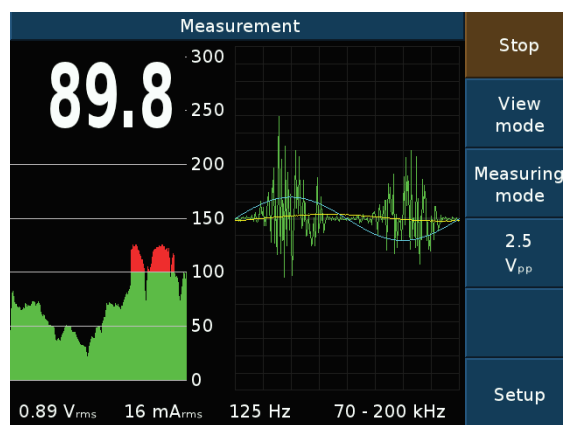 Measurement
89.8
300
250
200
150
100
50
0
0.89 Vrms
16 mArms
125 Hz
70 - 200 kHz
Stop
View
mode
Measuring
mode
2.5
Vpp
Setup